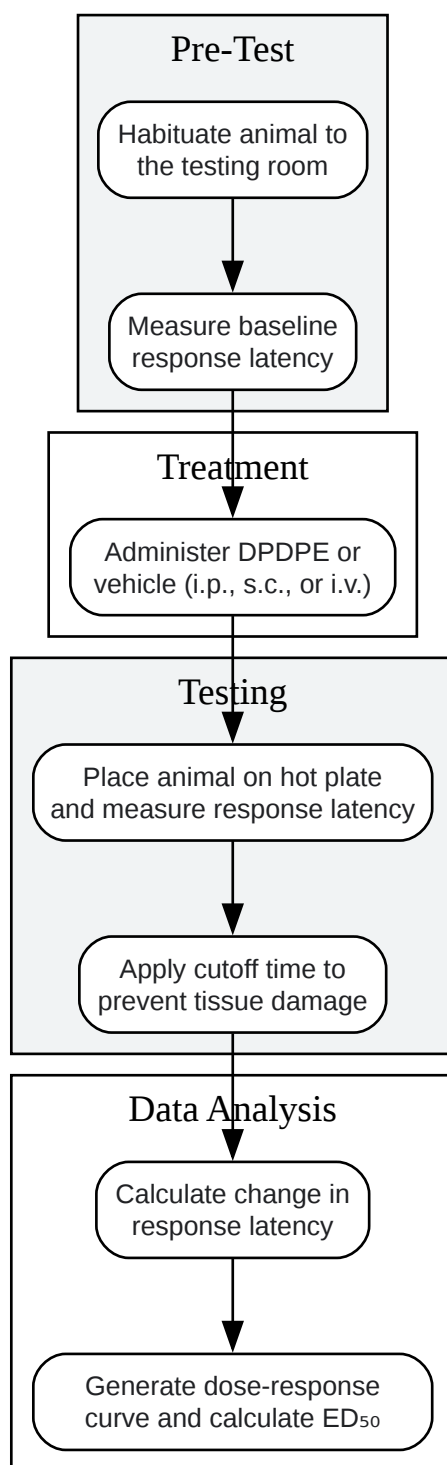 Pre-Test
Habituate animal to
the testing room
Measure baseline
response latency
Treatment
Administer DPDPE or
vehicle (i.p., s.c., or i.v.)
Testing
Place animal on hot plate
and measure response latency
Apply cutoff time to
prevent tissue damage
Data Analysis
Calculate change in
response latency
Generate dose-response
curve and calculate ED₅₀